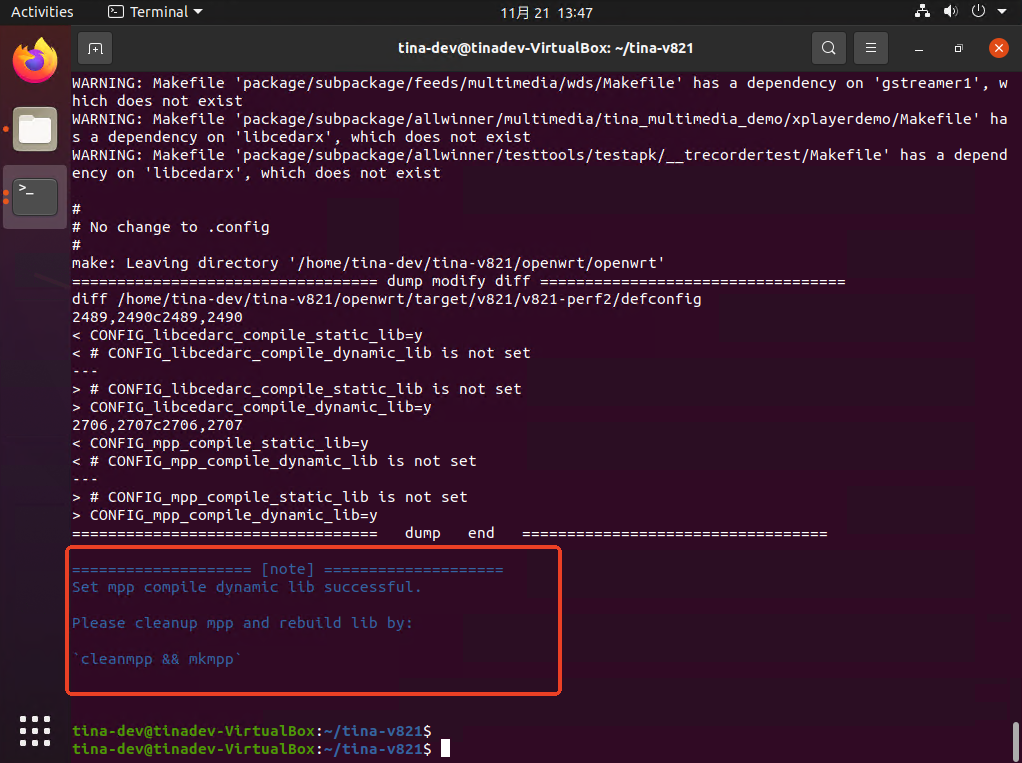 Activities
Terminal
11月 21 13:47
tina-dev@tinadev-VirtualBox: ~/tina-v821
WARNING: Makefile 'package/subpackage/feeds/multimedia/wds/Makefile' has a dependency on 'gstreamer1', w
hich does not exist
WARNING: Makefile 'package/subpackage/allwinner/multimedia/tina_multimedia_demo/xplayerdemo/Makefile' ha
s a dependency on 'libcedarx', which does not exist
WARNING: Makefile 'package/subpackage/allwinner/testtools/testapk/__trecordertest/Makefile' has a depend
ency on 'libcedarx', which does not exist
#
# No change to .config
#
make: Leaving directory '/home/tina-dev/tina-v821/openwrt/openwrt'
================================== dump modify diff ==================================
diff /home/tina-dev/tina-v821/openwrt/target/v821/v821-perf2/defconfig
2489,2490c2489,2490
< CONFIG_libcedarc_compile_static_lib=y
< # CONFIG_libcedarc_compile_dynamic_lib is not set
---
> # CONFIG_libcedarc_compile_static_lib is not set
> CONFIG_libcedarc_compile_dynamic_lib=y
2706,2707c2706,2707
< CONFIG_mpp_compile_static_lib=y
< # CONFIG_mpp_compile_dynamic_lib is not set
---
> # CONFIG_mpp_compile_static_lib is not set
> CONFIG_mpp_compile_dynamic_lib=y
==================================   dump   end   ==================================
==================== [note] ====================
Set mpp compile dynamic lib successful.
Please cleanup mpp and rebuild lib by:
`cleanmpp && mkmpp`
tina-dev@tinadev-VirtualBox:~/tina-v821$
tina-dev@tinadev-VirtualBox:~/tina-v821$